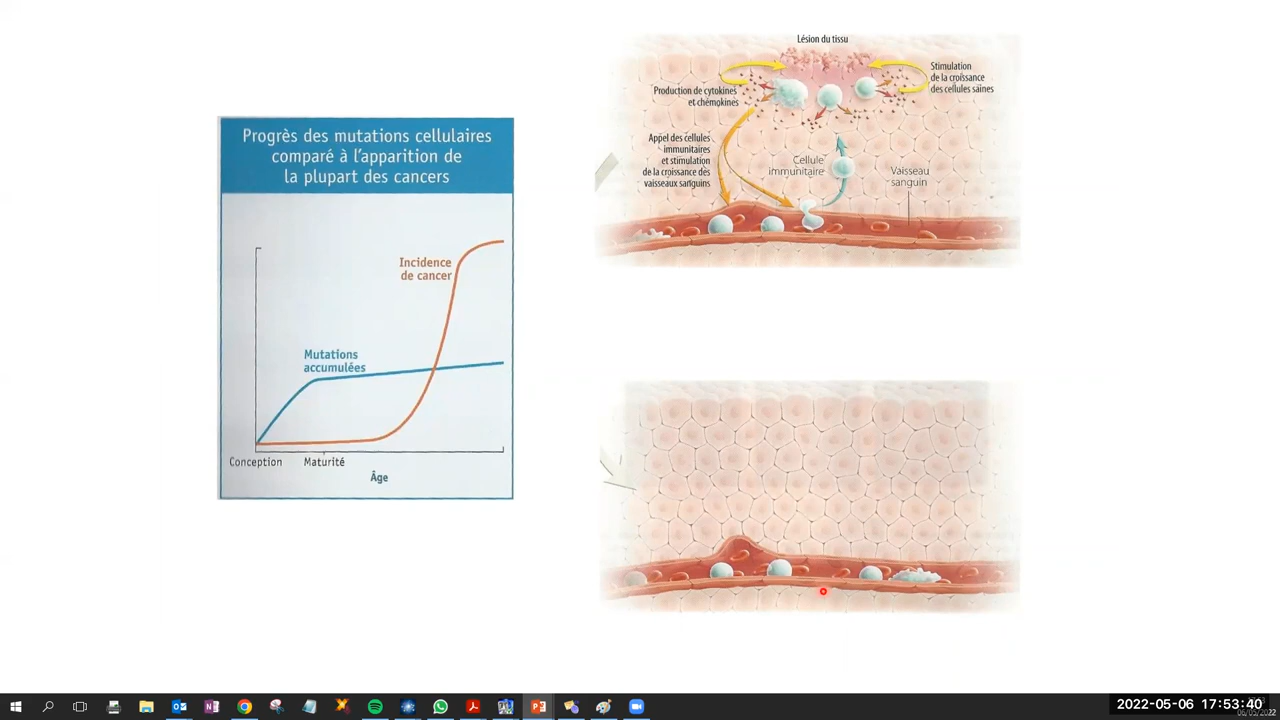 Progrès des mutations cellulaires
comparé à l'apparition de
la plupart des cancers
Incidence
de cancer
Mutations
accumulées
Conception
Maturité
Âge
Lésion du tissu
Production de cytokines
et chémokines
Stimulation
de la croissance
des cellules saines
Appel des cellules
immunitaires
et stimulation
de la croissance des
vaisseaux sanguins
Cellule
immunitaire
Vaisseau
sanguin
2022-05-06 17:53:40